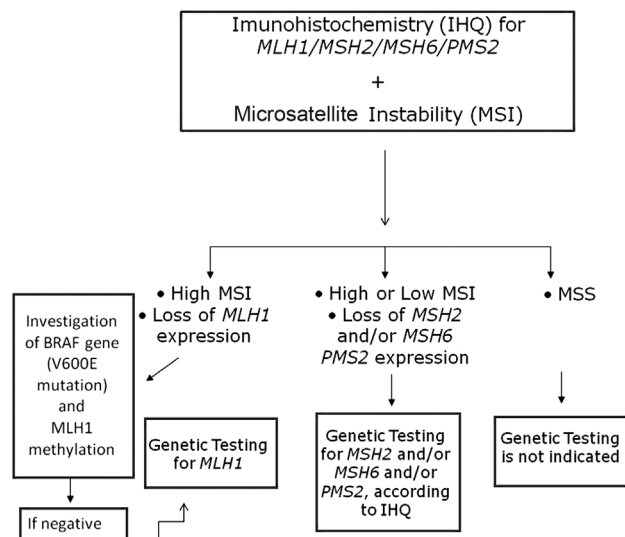 Imunohistochemistry (IHQ) for
MLH1/MSH2/MSH6/PMS2
+
Microsatellite Instability (MSI)
• High MSI
• Loss of MLH1
expression
• High or Low MSI
• Loss of MSH2
and/or MSH6
PMS2 expression
• MSS
Investigation
of BRAF gene
(V600E
mutation)
and
MLH1
methylation
Genetic Testing
for MLH1
Genetic Testing
for MSH2 and/or
MSH6 and/or
PMS2, according
to IHQ
Genetic Testing
is not indicated
If negative